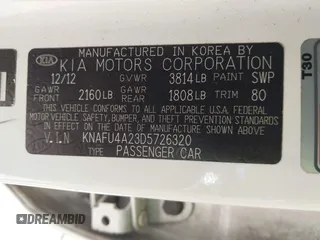 MANUFACTURED IN KOREA BY
KIA KIA MOTORS CORPORATION
12/12 GVWR 3814LB PAINT SWP
GAWR FRONT 2160LB GAWR REAR 1808LB TRIM 80
THIS VEHICLE CONFORMS TO ALL APPLICABLE U.S.A. FEDERAL
MOTOR VEHICLE SAFETY, BUMPER, AND THEFT PREVENTION
STANDARDS IN EFFECT ON THE DATE OF MANUFACTURE SHOWN ABOVE.
V.I.N KNAFU4A23D5726320
TYPE PASSENGER CAR
T30
DREAMBID